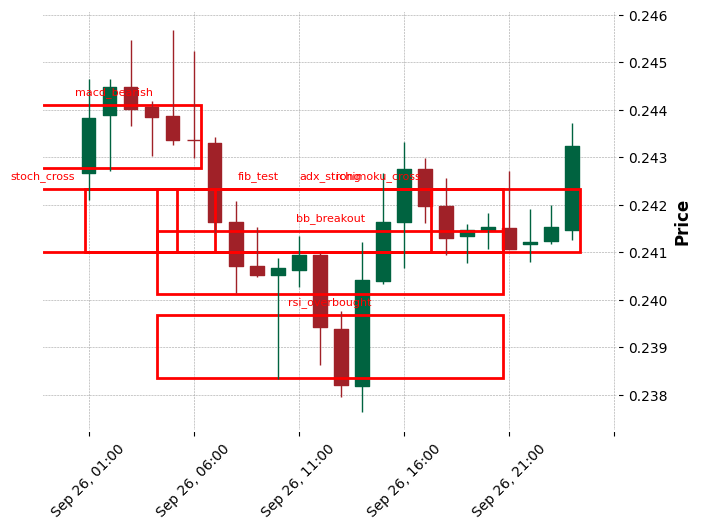 0.246
0.245
macd_bearish
0.244
stoch_cross
fib_test
adx_strong
ichimoku_cross
0.243
bb_breakout
0.242
Price
0.241
rsi_overbought
0.240
0.239
0.238
Sep 26, 01:00
Sep 26, 06:00
Sep 26, 11:00
Sep 26, 16:00
Sep 26, 21:00